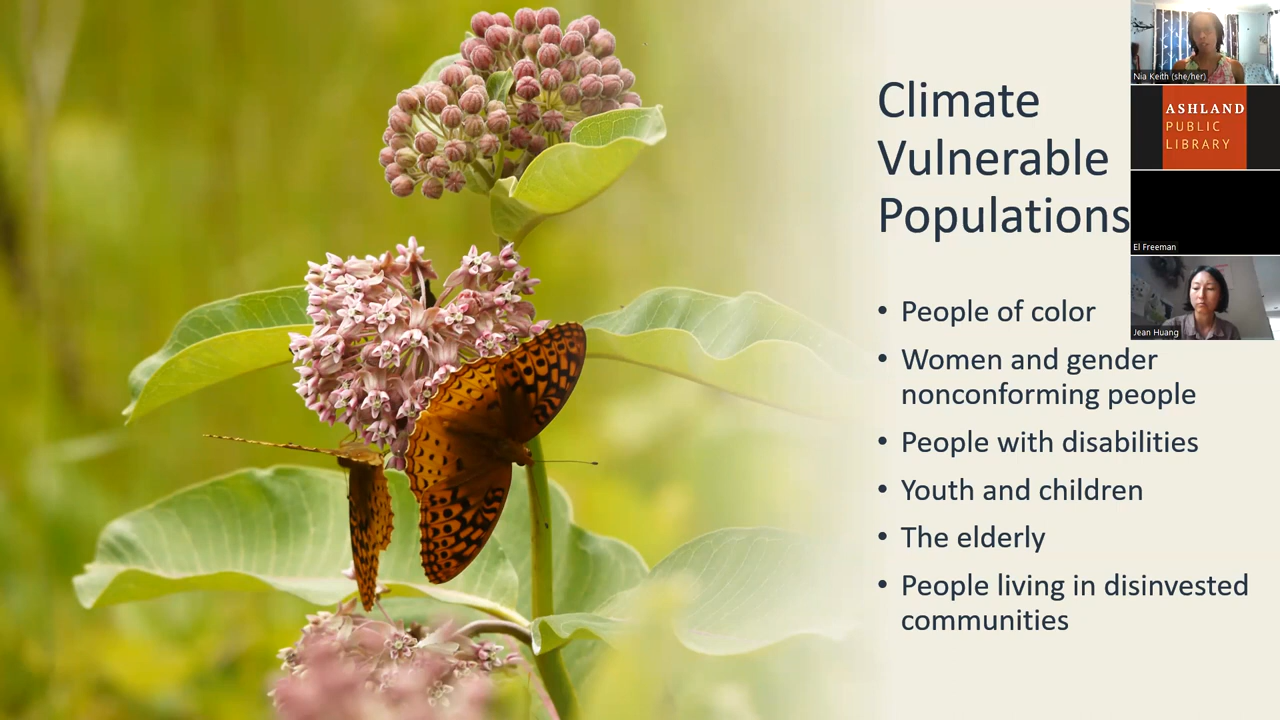 Climate
Vulnerable
Populations
• People of color
• Women and gender
nonconforming people
• People with disabilities
• Youth and children
• The elderly
• People living in disinvested
communities
Nia Keith (she/her)
ASHLAND
PUBLIC
LIBRARY
El Freeman
Jean Huang